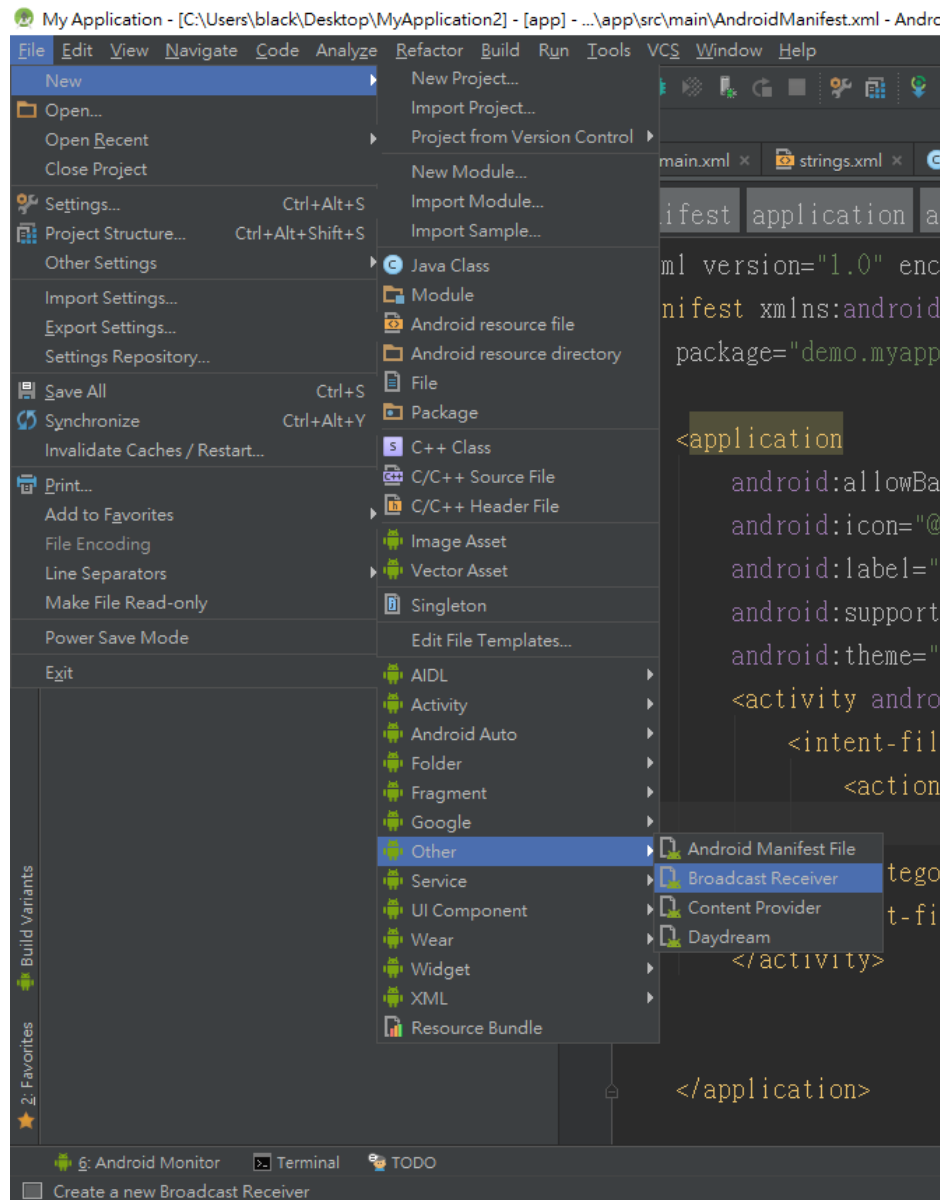 My Application - [C:\Users\black\Desktop\MyApplication2] - [app] - ...\app\src\main\AndroidManifest.xml - Andro
File Edit View Navigate Code Analyze Refactor Build Run Tools VCS Window Help
New
Open...
Open Recent
Close Project
Settings... Ctrl+Alt+S
Project Structure... Ctrl+Alt+Shift+S
Other Settings
Import Settings...
Export Settings...
Settings Repository...
Save All Ctrl+S
Synchronize Ctrl+Alt+Y
Invalidate Caches / Restart...
Print...
Add to Favorites
File Encoding
Line Separators
Make File Read-only
Power Save Mode
Exit
New Project...
Import Project...
Project from Version Control
New Module...
Import Module...
Import Sample...
Java Class
Module
Android resource file
Android resource directory
File
Package
C++ Class
C/C++ Source File
C/C++ Header File
Image Asset
Vector Asset
Singleton
Edit File Templates...
AIDL
Activity
Android Auto
Folder
Fragment
Google
Other
Service
UI Component
Wear
Widget
XML
Resource Bundle
Android Manifest File
Broadcast Receiver
Content Provider
Daydream
main.xml strings.xml
ifest application a
ml version="1.0" enc
nifest xmlns:android
package="demo.myapp
<application
android:allowBa
android:icon="@
android:label="
android:support
android:theme="
<activity andro
<intent-fil
<action
tego
t-fi
</activity>
</application>
Build Variants
2: Favorites
6: Android Monitor Terminal TODO
Create a new Broadcast Receiver